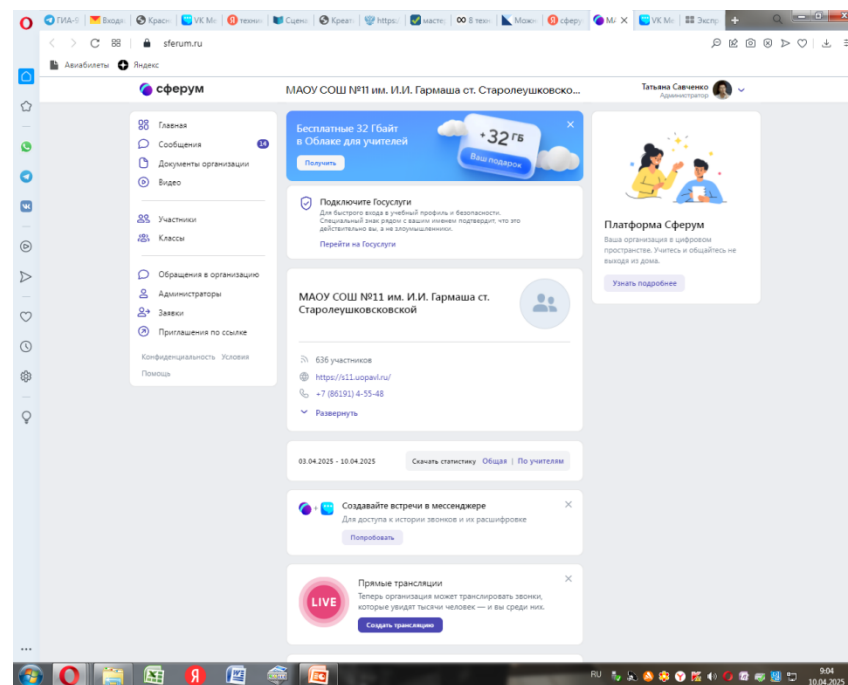 ГИА-9
Входя
Красн
VK Ме
технич
Сцена
Креат
https:
мастер
8 техн
Можн
сферу
МА
VK Ме
Экспр
sferum.ru
Авиабилеты
Яндекс
сферум
МАОУ СОШ №11 им. И.И. Гармаша ст. Старолеушковско...
Татьяна Савченко
Администратор
Главная
Сообщения 14
Документы организации
Видео
Участники
Классы
Обращения в организацию
Администраторы
Заявки
Приглашения по ссылке
Конфиденциальность Условия
Помощь
Бесплатные 32 Гбайт
в Облаке для учителей
Получить
+32 ГБ
Ваш подарок
Подключите Госуслуги
Для быстрого входа в учебный профиль и безопасности.
Специальный знак рядом с вашим именем подтвердит, что это
действительно вы, а не злоумышленники.
Перейти на Госуслуги
МАОУ СОШ №11 им. И.И. Гармаша ст.
Старолеушковсковской
636 участников
https://s11.uopavl.ru/
+7 (86191) 4-55-48
Развернуть
03.04.2025 - 10.04.2025
Скачать статистику Общая | По учителям
Создавайте встречи в мессенджере
Для доступа к истории звонков и их расшифровке
Попробовать
LIVE
Прямые трансляции
Теперь организация может транслировать звонки,
которые увидят тысячи человек — и вы среди них.
Создать трансляцию
Платформа Сферум
Ваша организация в цифровом
пространстве. Учитесь и общайтесь не
выходя из дома.
Узнать подробнее
RU
9:04
10.04.2025